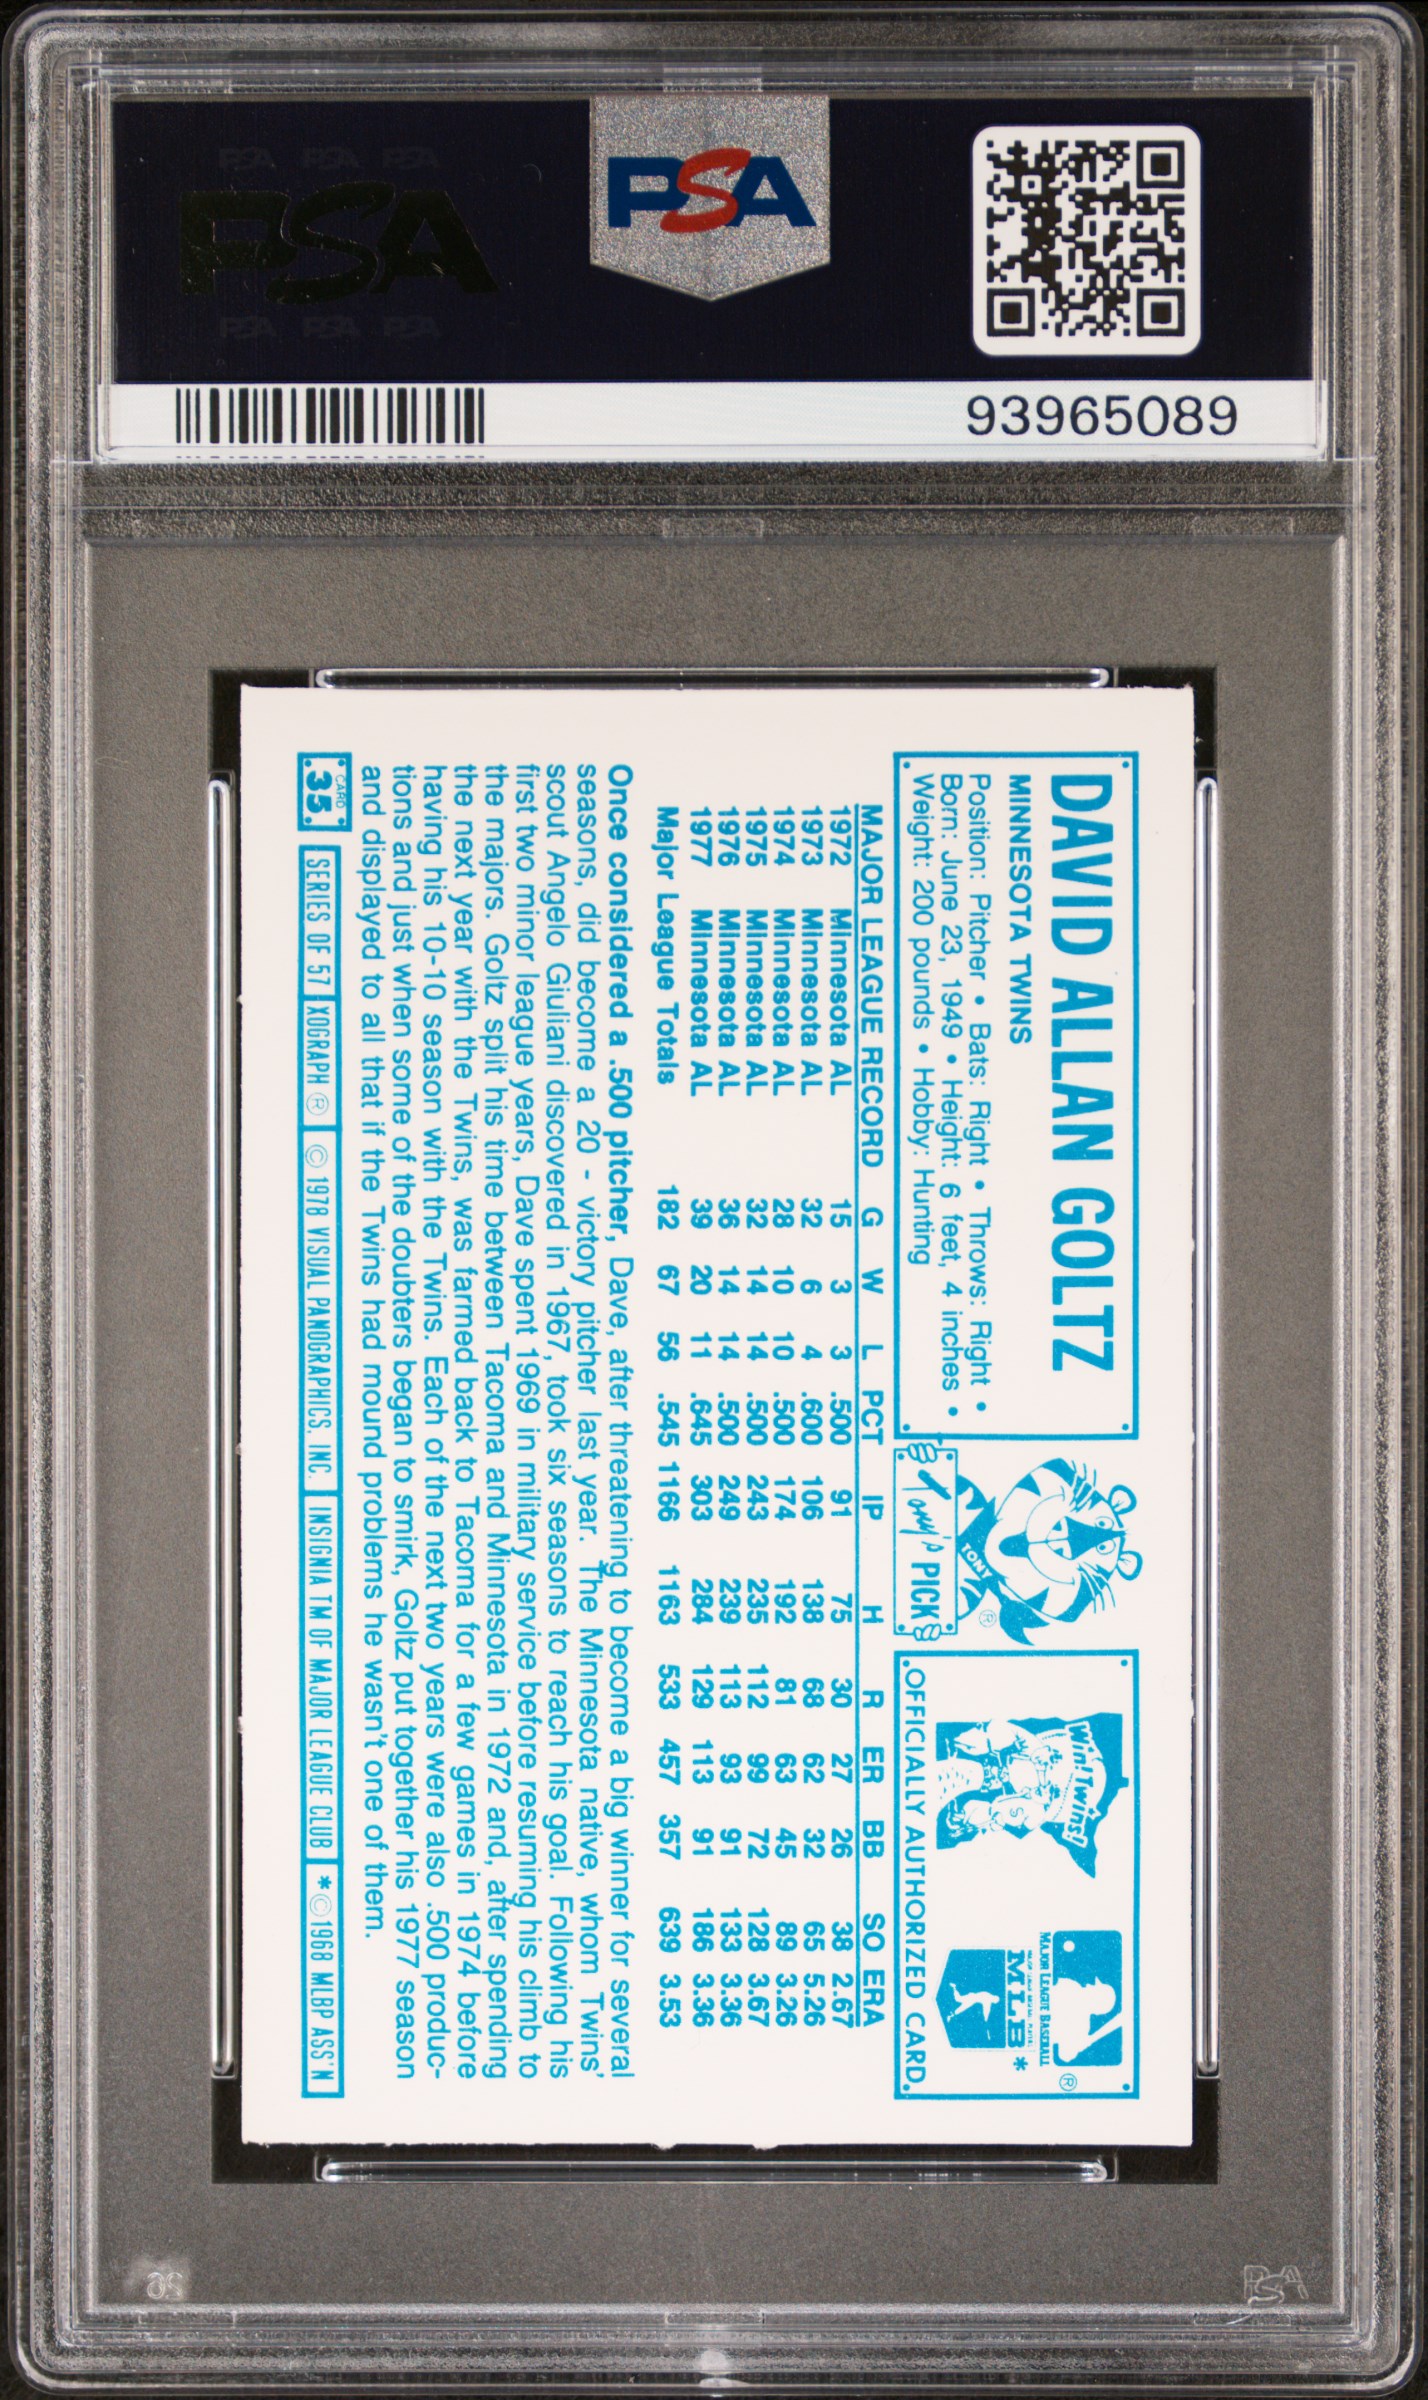 PSA PSA PSA
PSA
PSA PSA PSA
PSA
93965089
DAVID ALLAN GOLTZ
MINNESOTA TWINS
Position: Pitcher • Bats: Right • Throws: Right •
Born: June 23, 1949 • Height: 6 feet, 4 inches •
Weight: 200 pounds • Hobby: Hunting
TONY
®
Tony's PICK
Win! Twins!
MAJOR LEAGUE BASEBALL
®
MLB *
OFFICIALLY AUTHORIZED CARD
MAJOR LEAGUE RECORD G W L PCT IP H R ER BB SO ERA
1972 Minnesota AL 15 3 3 .500 91 75 30 27 26 38 2.67
1973 Minnesota AL 32 6 4 .600 106 138 68 62 32 65 5.26
1974 Minnesota AL 28 10 10 .500 174 192 81 63 45 89 3.26
1975 Minnesota AL 32 14 14 .500 243 235 112 99 72 128 3.67
1976 Minnesota AL 36 14 14 .500 249 239 113 93 91 133 3.36
1977 Minnesota AL 39 20 11 .645 303 284 129 113 91 186 3.36
Major League Totals 182 67 56 .545 1166 1163 533 457 357 639 3.53
Once considered a .500 pitcher, Dave, after threatening to become a big winner for several
seasons, did become a 20 - victory pitcher last year. The Minnesota native, whom Twins'
scout Angelo Giuliani discovered in 1967, took six seasons to reach his goal. Following his
first two minor league years, Dave spent 1969 in military service before resuming his climb to
the majors. Goltz split his time between Tacoma and Minnesota in 1972 and, after spending
the next year with the Twins, was farmed back to Tacoma for a few games in 1974 before
having his 10-10 season with the Twins. Each of the next two years were also .500 produc-
tions and just when some of the doubters began to smirk, Goltz put together his 1977 season
and displayed to all that if the Twins had mound problems he wasn't one of them.
CARD
35
SERIES OF 57 XOGRAPH ® © 1978 VISUAL PANOGRAPHICS, INC. INSIGNIA TM OF MAJOR LEAGUE CLUB *©1968 MLBP ASS'N
PSA